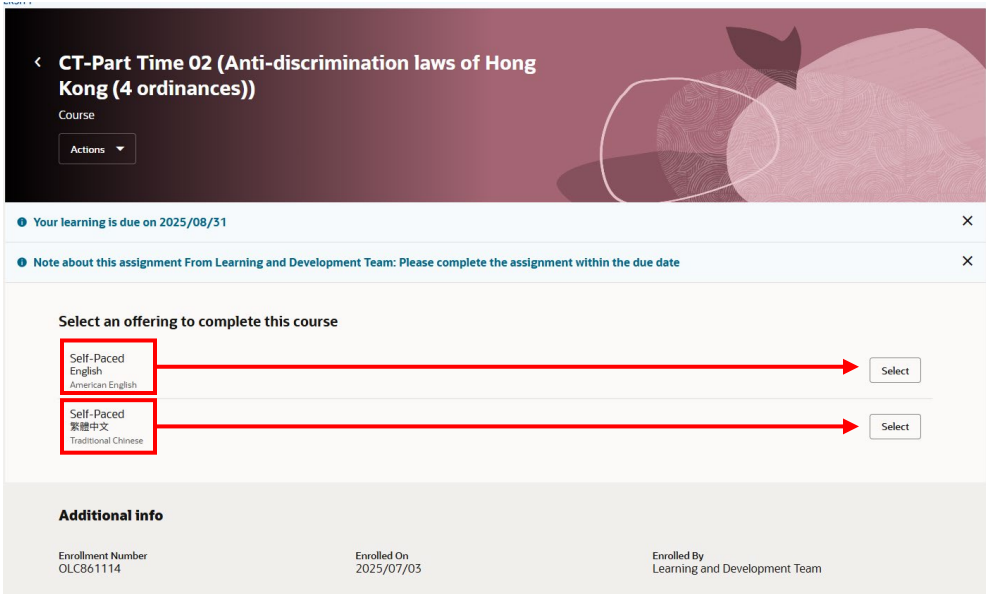 CT-Part Time 02 (Anti-discrimination laws of Hong
Kong (4 ordinances))
Course
Actions
Your learning is due on 2025/08/31
Note about this assignment From Learning and Development Team: Please complete the assignment within the due date
Select an offering to complete this course
Self-Paced
English
American English
Select
Self-Paced
繁體中文
Traditional Chinese
Select
Additional info
Enrollment Number
OLC861114
Enrolled On
2025/07/03
Enrolled By
Learning and Development Team